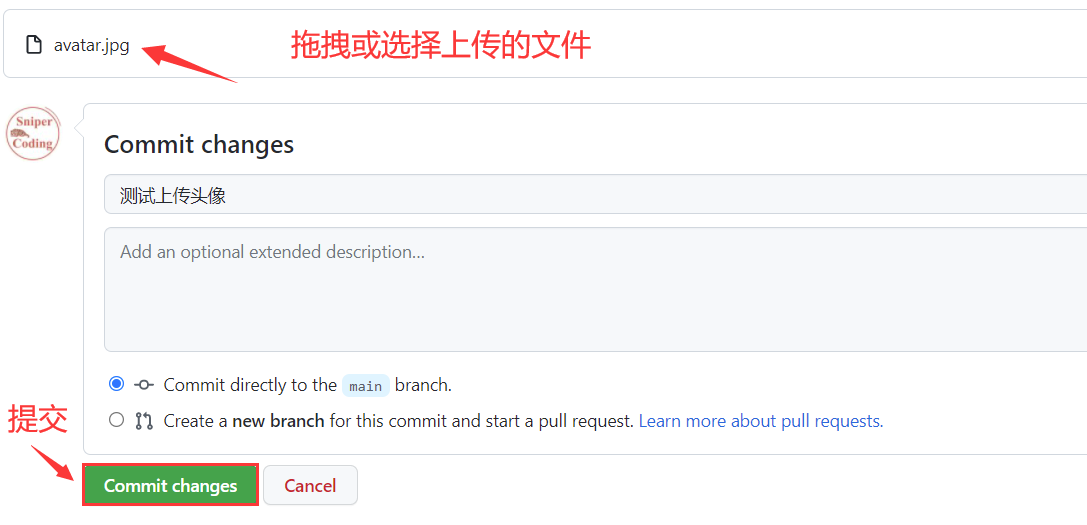 avatar.jpg
拖拽或选择上传的文件
Sniper
Coding
Commit changes
测试上传头像
Add an optional extended description...
Commit directly to the main branch.
Create a new branch for this commit and start a pull request. Learn more about pull requests.
提交
Commit changes
Cancel